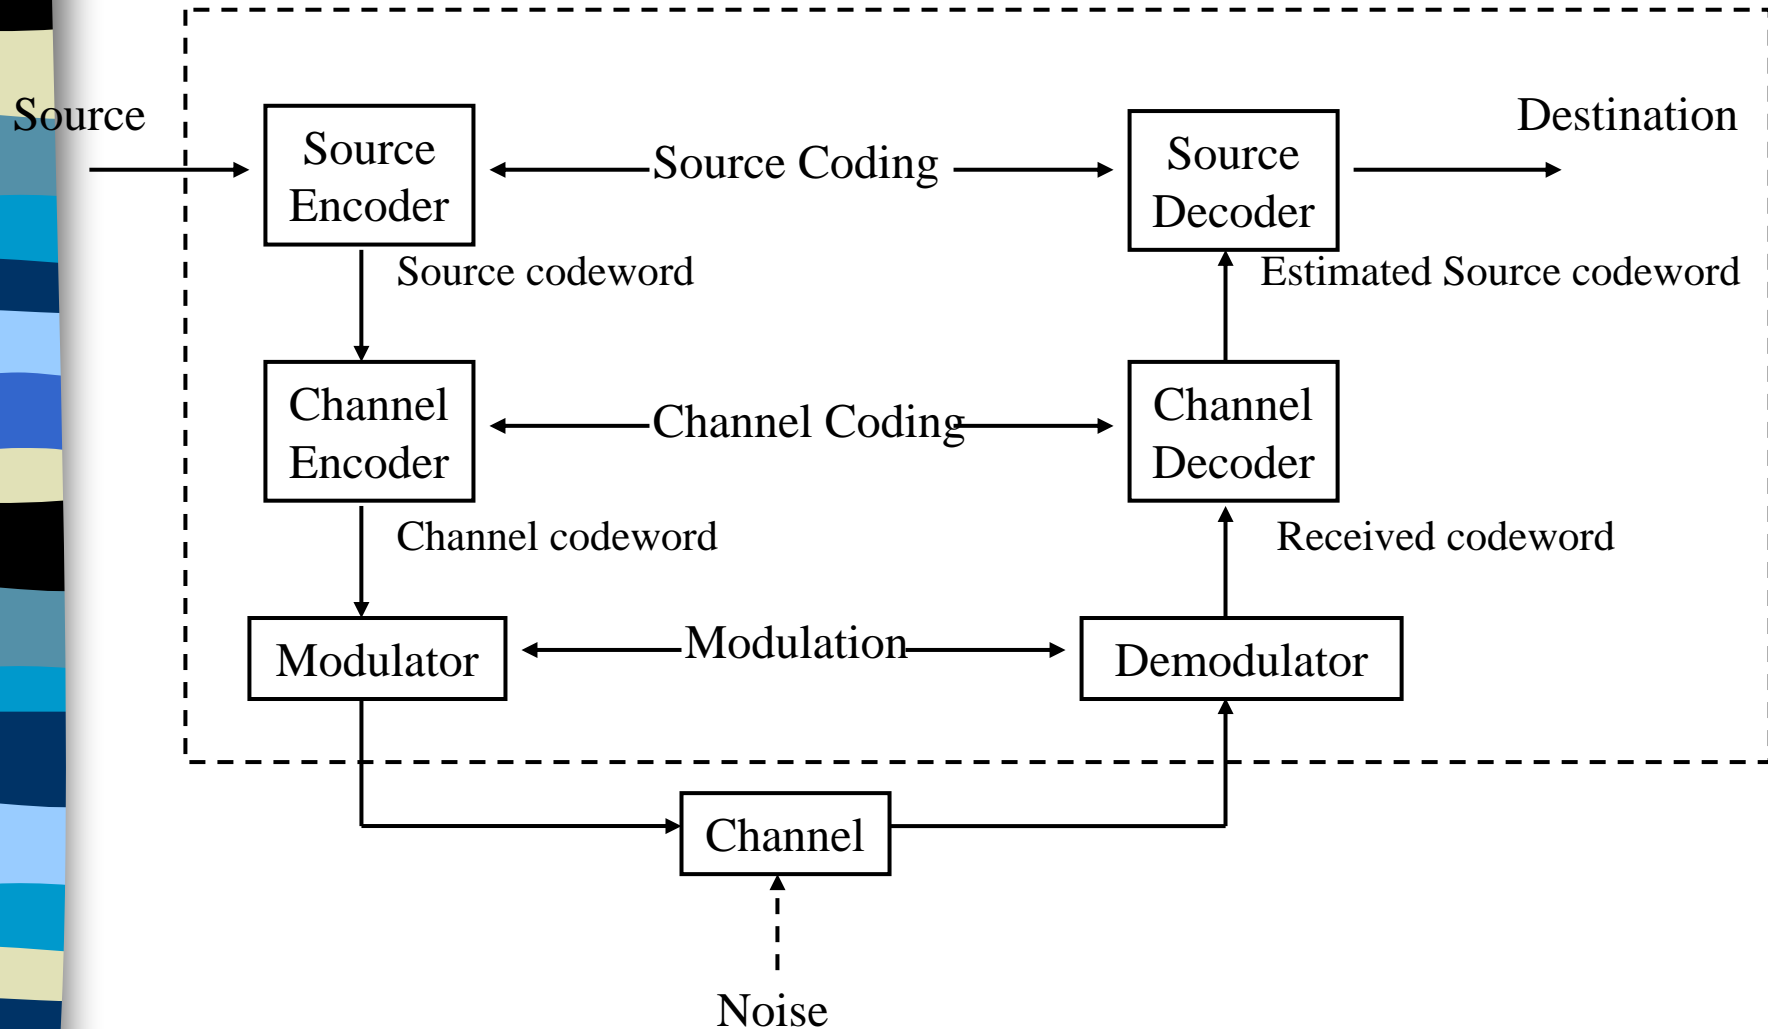 Source
Destination
Source
Encoder
Source Coding
Source
Decoder
Source codeword
Estimated Source codeword
Channel
Encoder
Channel Coding
Channel
Decoder
Channel codeword
Received codeword
Modulator
Modulation
Demodulator
Channel
Noise